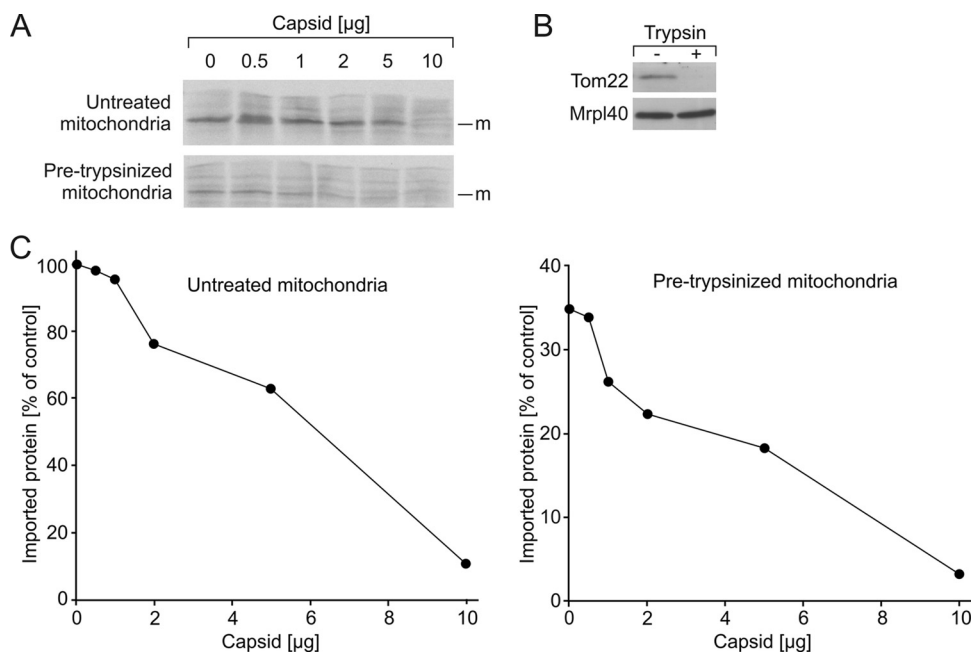 A
Capsid [µg]
0 0.5 1 2 5 10
Untreated
mitochondria
m
Pre-trypsinized
mitochondria
m
B
Trypsin
- +
Tom22
Mrpl40
C
Untreated mitochondria
Imported protein [% of control]
100
80
60
40
20
0
0 2 4 6 8 10
Capsid [µg]
Pre-trypsinized mitochondria
Imported protein [% of control]
40
30
20
10
0
0 2 4 6 8 10
Capsid [µg]